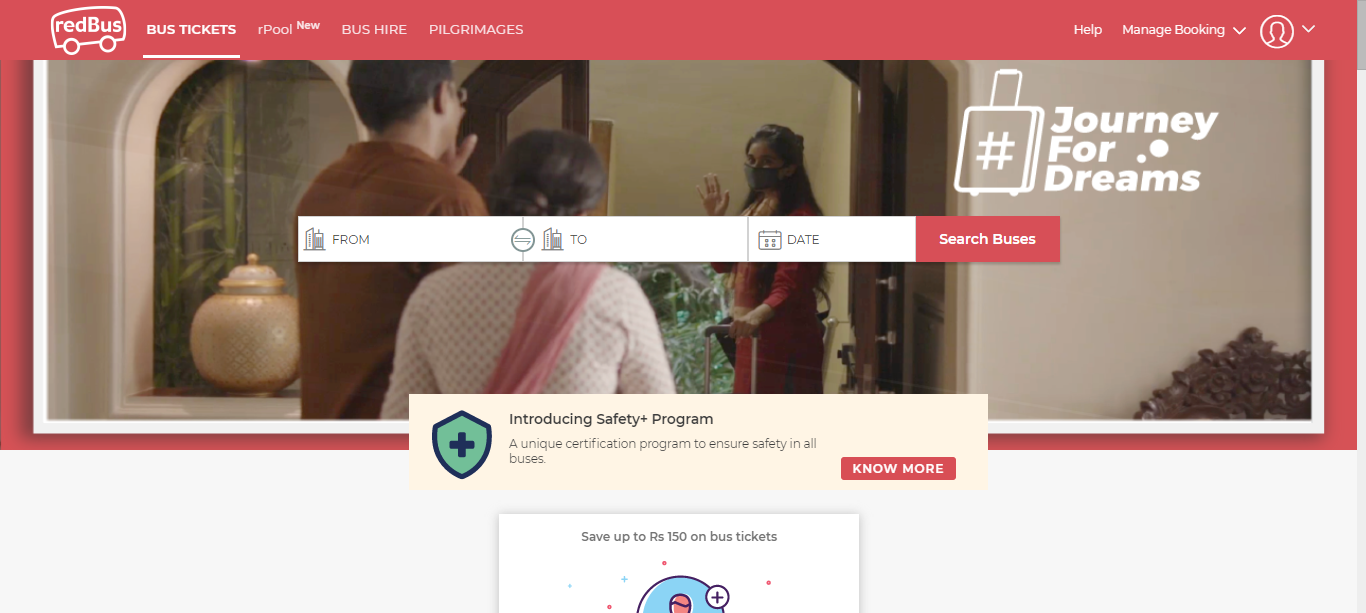 redBus
BUS TICKETS
rPool New
BUS HIRE
PILGRIMAGES
Help
Manage Booking
#
Journey
For
Dreams
FROM
TO
DATE
Search Buses
Introducing Safety+ Program
A unique certification program to ensure safety in all
buses.
KNOW MORE
Save up to Rs 150 on bus tickets